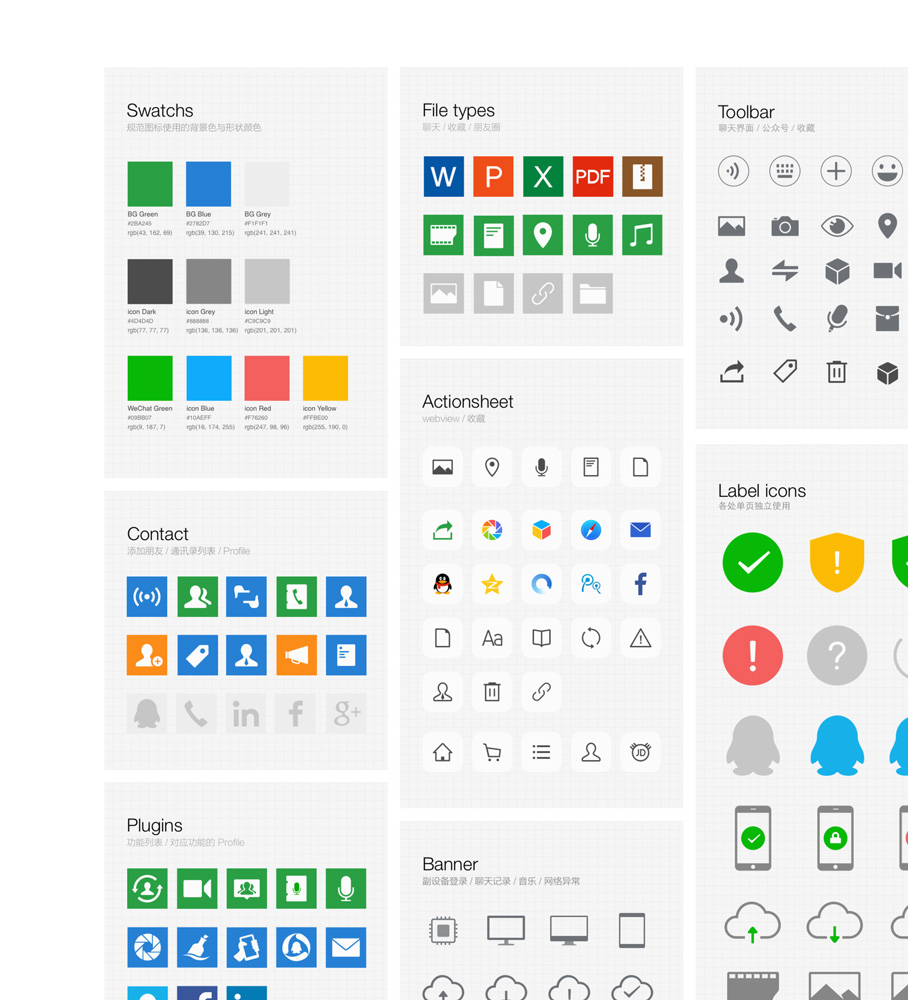 Swatchs
规范图标使用的背景色与形状颜色
BG Green
#2BA245
rgb(43, 162, 69)
BG Blue
#2782D7
rgb(39, 130, 215)
BG Grey
#F1F1F1
rgb(241, 241, 241)
icon Dark
#4D4D4D
rgb(77, 77, 77)
icon Grey
#888888
rgb(136, 136, 136)
icon Light
#C9C9C9
rgb(201, 201, 201)
WeChat Green
#09BB07
rgb(9, 187, 7)
icon Blue
#10AEFF
rgb(16, 174, 255)
icon Red
#F76260
rgb(247, 98, 96)
icon Yellow
#FFBE00
rgb(255, 190, 0)
Contact
添加朋友 / 通讯录列表 / Profile
in
f
g+
Plugins
功能列表 / 对应功能的 Profile
File types
聊天 / 收藏 / 朋友圈
W
P
X
PDF
Actionsheet
webview / 收藏
f
Aa
JD
Banner
副设备登录 / 聊天记录 / 音乐 / 网络异常
Toolbar
聊天界面 / 公众号 / 收藏
Label icons
各处单页独立使用
!
!
?